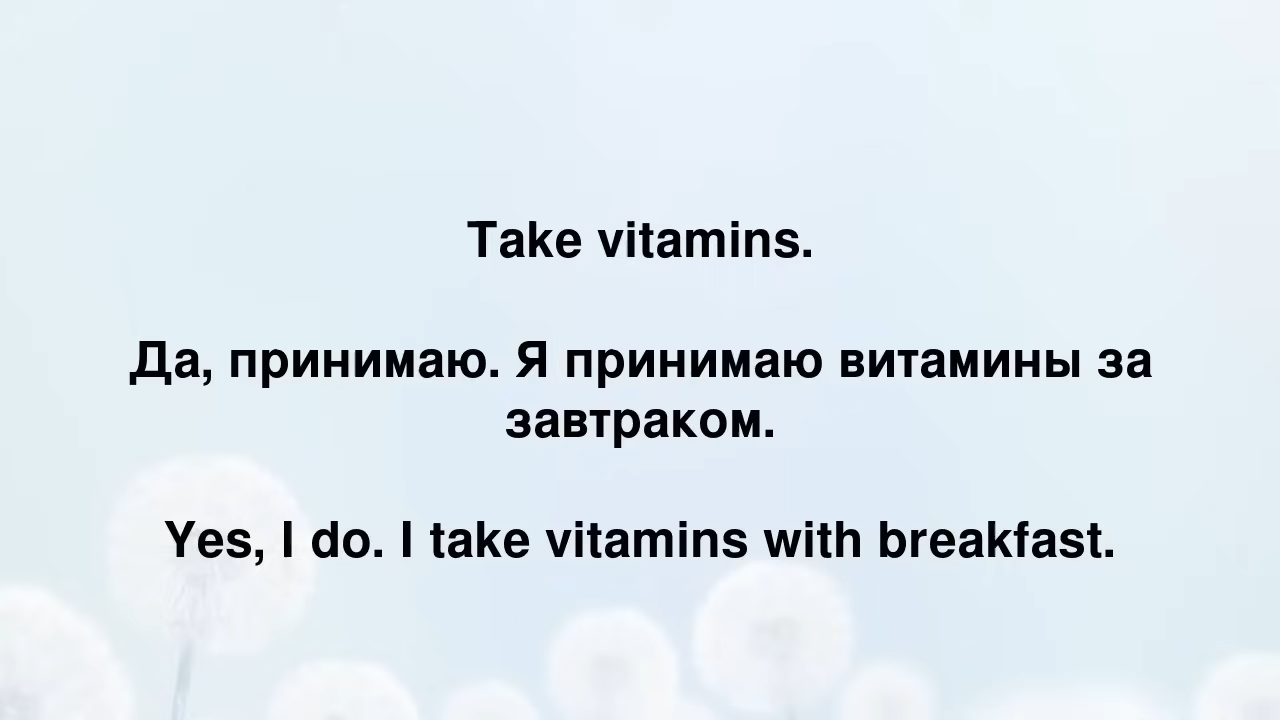 Take vitamins.
Да, принимаю. Я принимаю витамины за
завтраком.
Yes, I do. I take vitamins with breakfast.